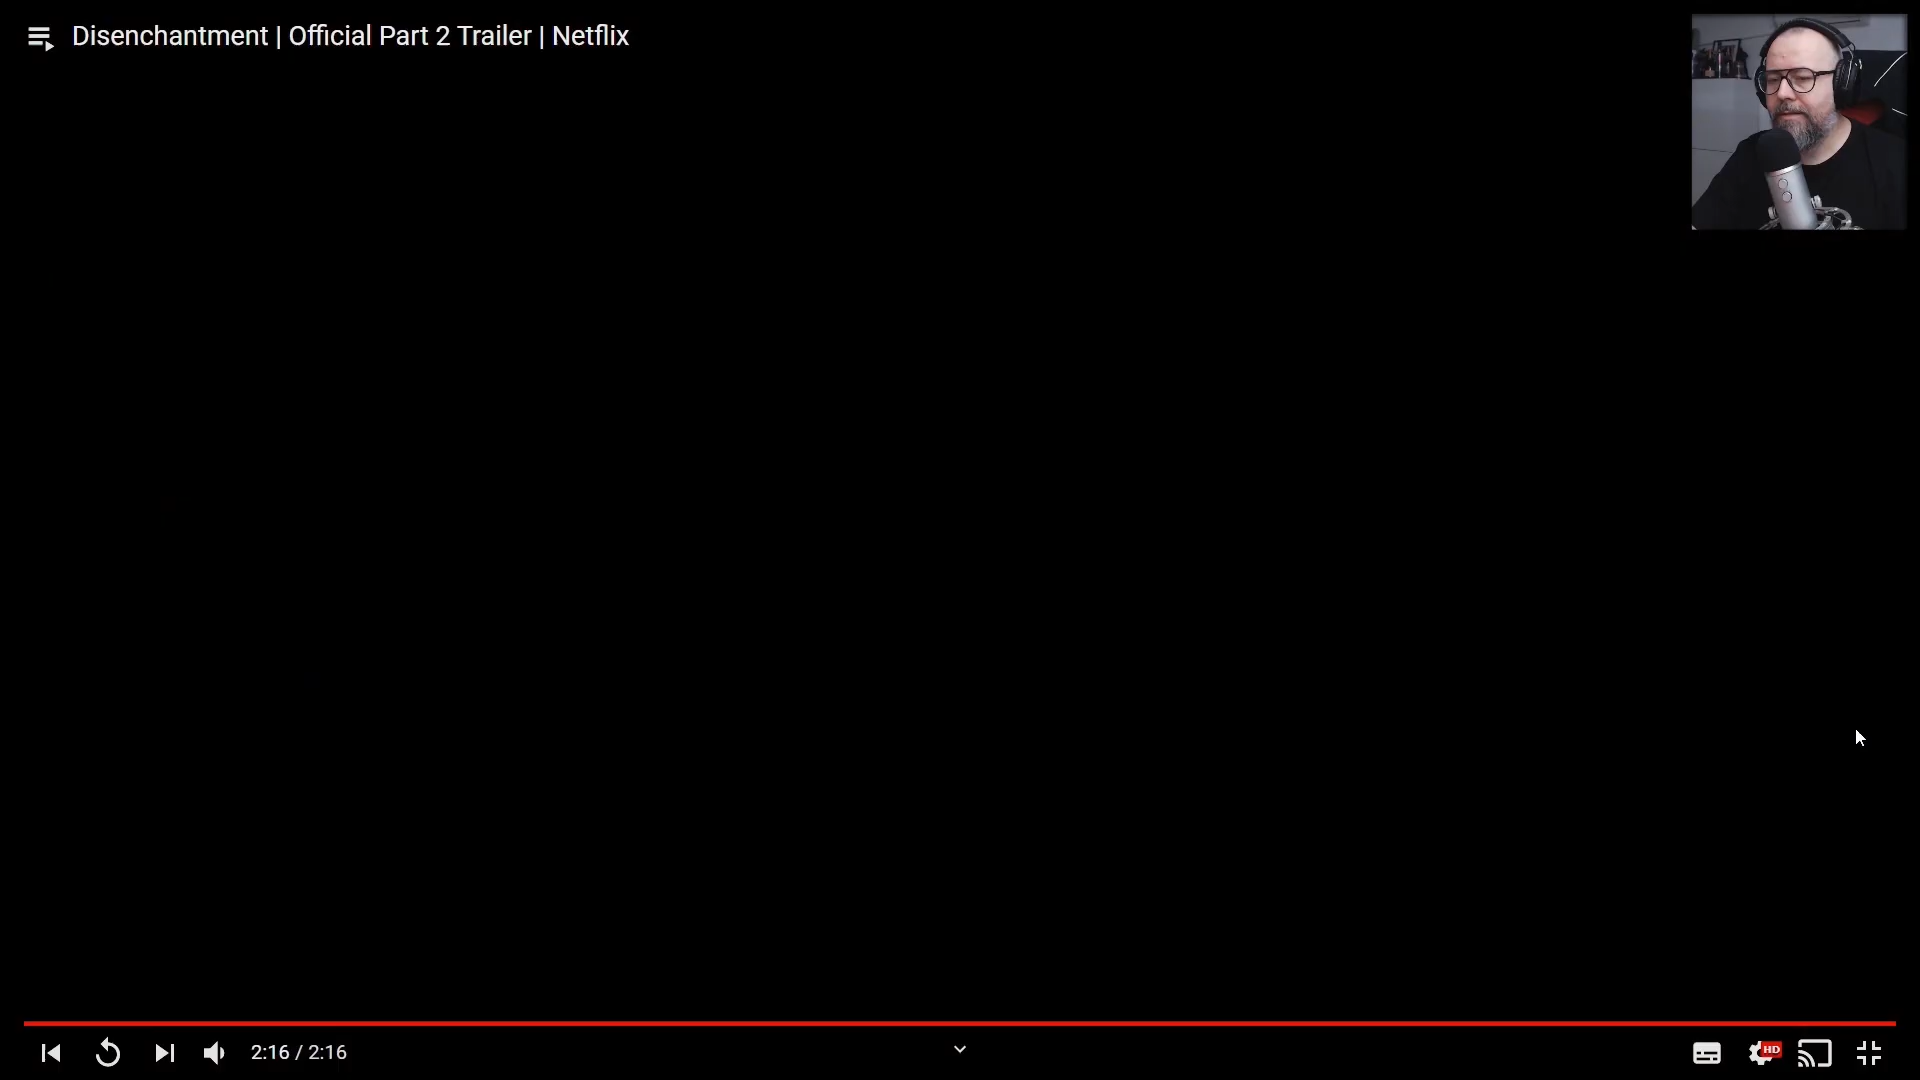 Disenchantment | Official Part 2 Trailer | Netflix
2:16 / 2:16
HD